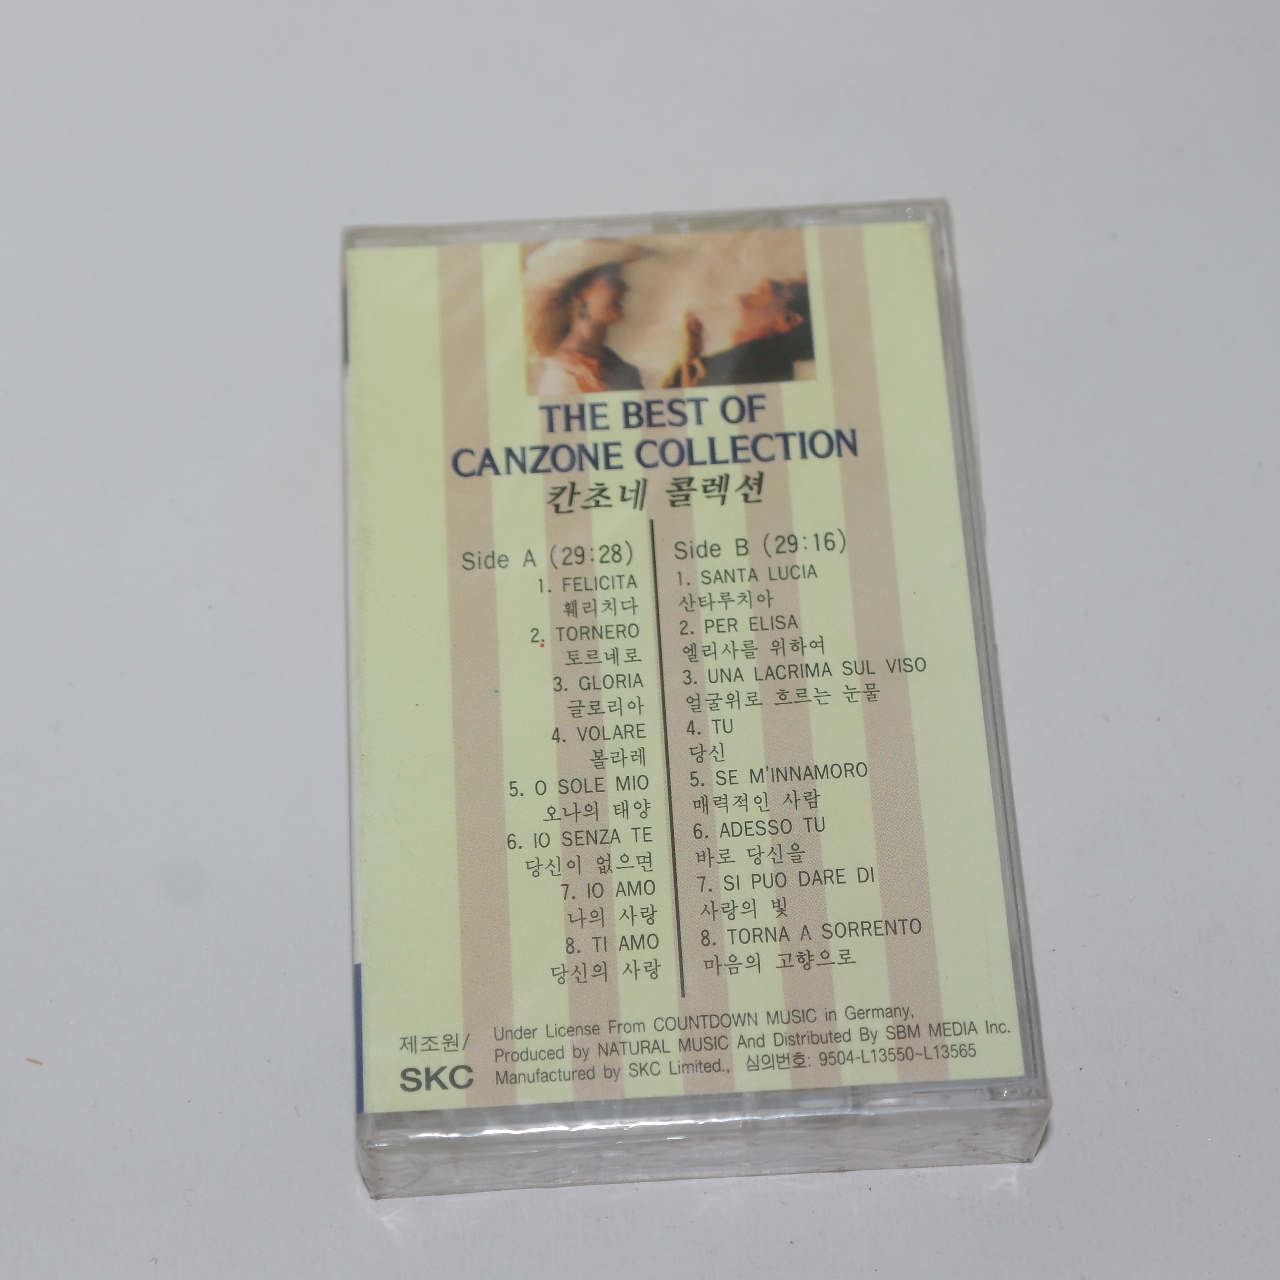 THE BEST OF
CANZONE COLLECTION
칸초네 콜렉션
Side A (29:28)
1. FELICITA
훼리치다
2. TORNERO
토르네로
3. GLORIA
글로리아
4. VOLARE
볼라레
5. O SOLE MIO
오나의 태양
6. IO SENZA TE
당신이 없으면
7. IO AMO
나의 사랑
8. TI AMO
당신의 사랑
Side B (29:16)
1. SANTA LUCIA
산타루치아
2. PER ELISA
엘리사를 위하여
3. UNA LACRIMA SUL VISO
얼굴위로 흐르는 눈물
4. TU
당신
5. SE M'INNAMORO
매력적인 사람
6. ADESSO TU
바로 당신을
7. SI PUO DARE DI
사랑의 빛
8. TORNA A SORRENTO
마음의 고향으로
제조원/
SKC
Under License From COUNTDOWN MUSIC in Germany,
Produced by NATURAL MUSIC And Distributed By SBM MEDIA Inc.
Manufactured by SKC Limited., 심의번호: 9504-L13550~L13565